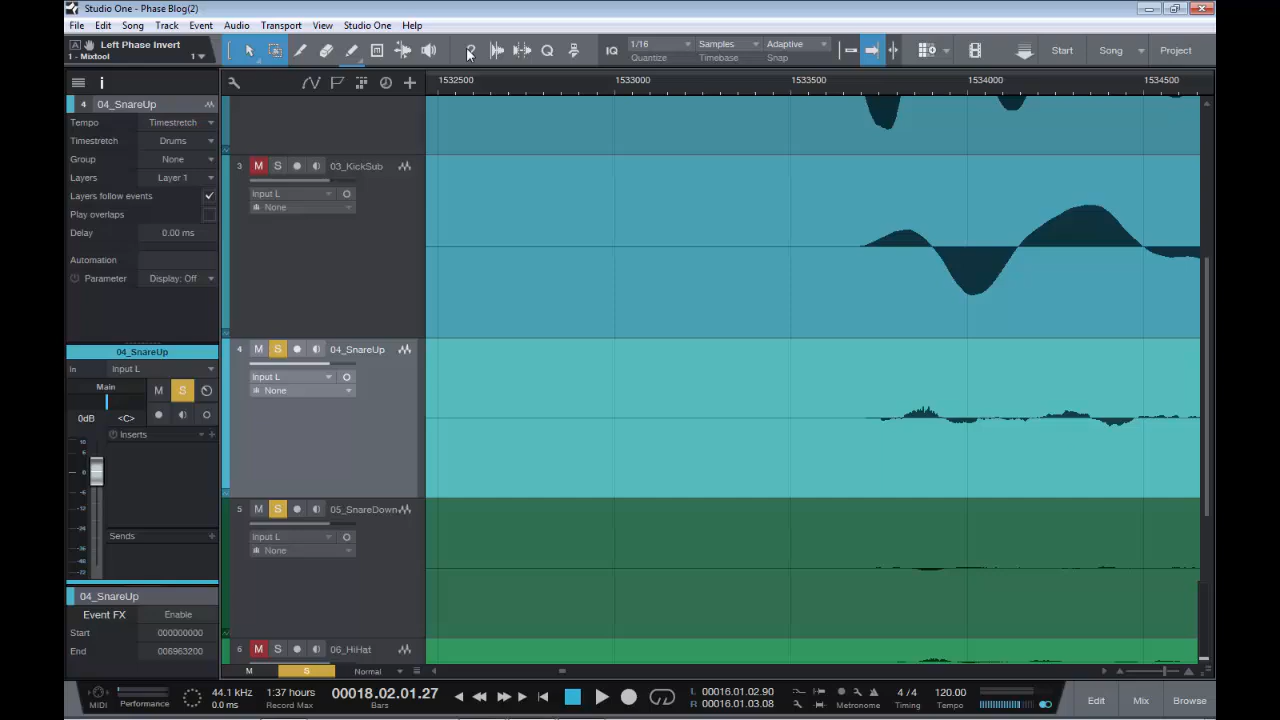 Studio One - Phase Blog(2)
File Edit Song Track Event Audio Transport View Studio One Help
Left Phase Invert
1 - Mixtool 1
IQ 1/16 Quantize Samples Timebase Adaptive Snap Start Song Project
i
1532500 1533000 1533500 1534000 1534500
4 04_SnareUp
Tempo Timestretch
Timestretch Drums
Group None
Layers Layer 1
Layers follow events
Play overlaps
Delay 0.00 ms
Automation
Parameter Display: Off
3 M S 03_KickSub
Input L
None
4 M S 04_SnareUp
Input L
None
5 M S 05_SnareDown
Input L
None
6 M S 06_HiHat
04_SnareUp
In Input L
Main M S
0dB <C>
Inserts
Sends
04_SnareUp
Event FX Enable
Start 000000000
End 006963200
M S Normal
MIDI Performance
44.1 kHz
0.0 ms
1:37 hours
Record Max
00018.02.01.27
Bars
L 00016.01.02.90
R 00016.01.03.08
Metronome
4 / 4
Timing
120.00
Tempo
Edit Mix Browse